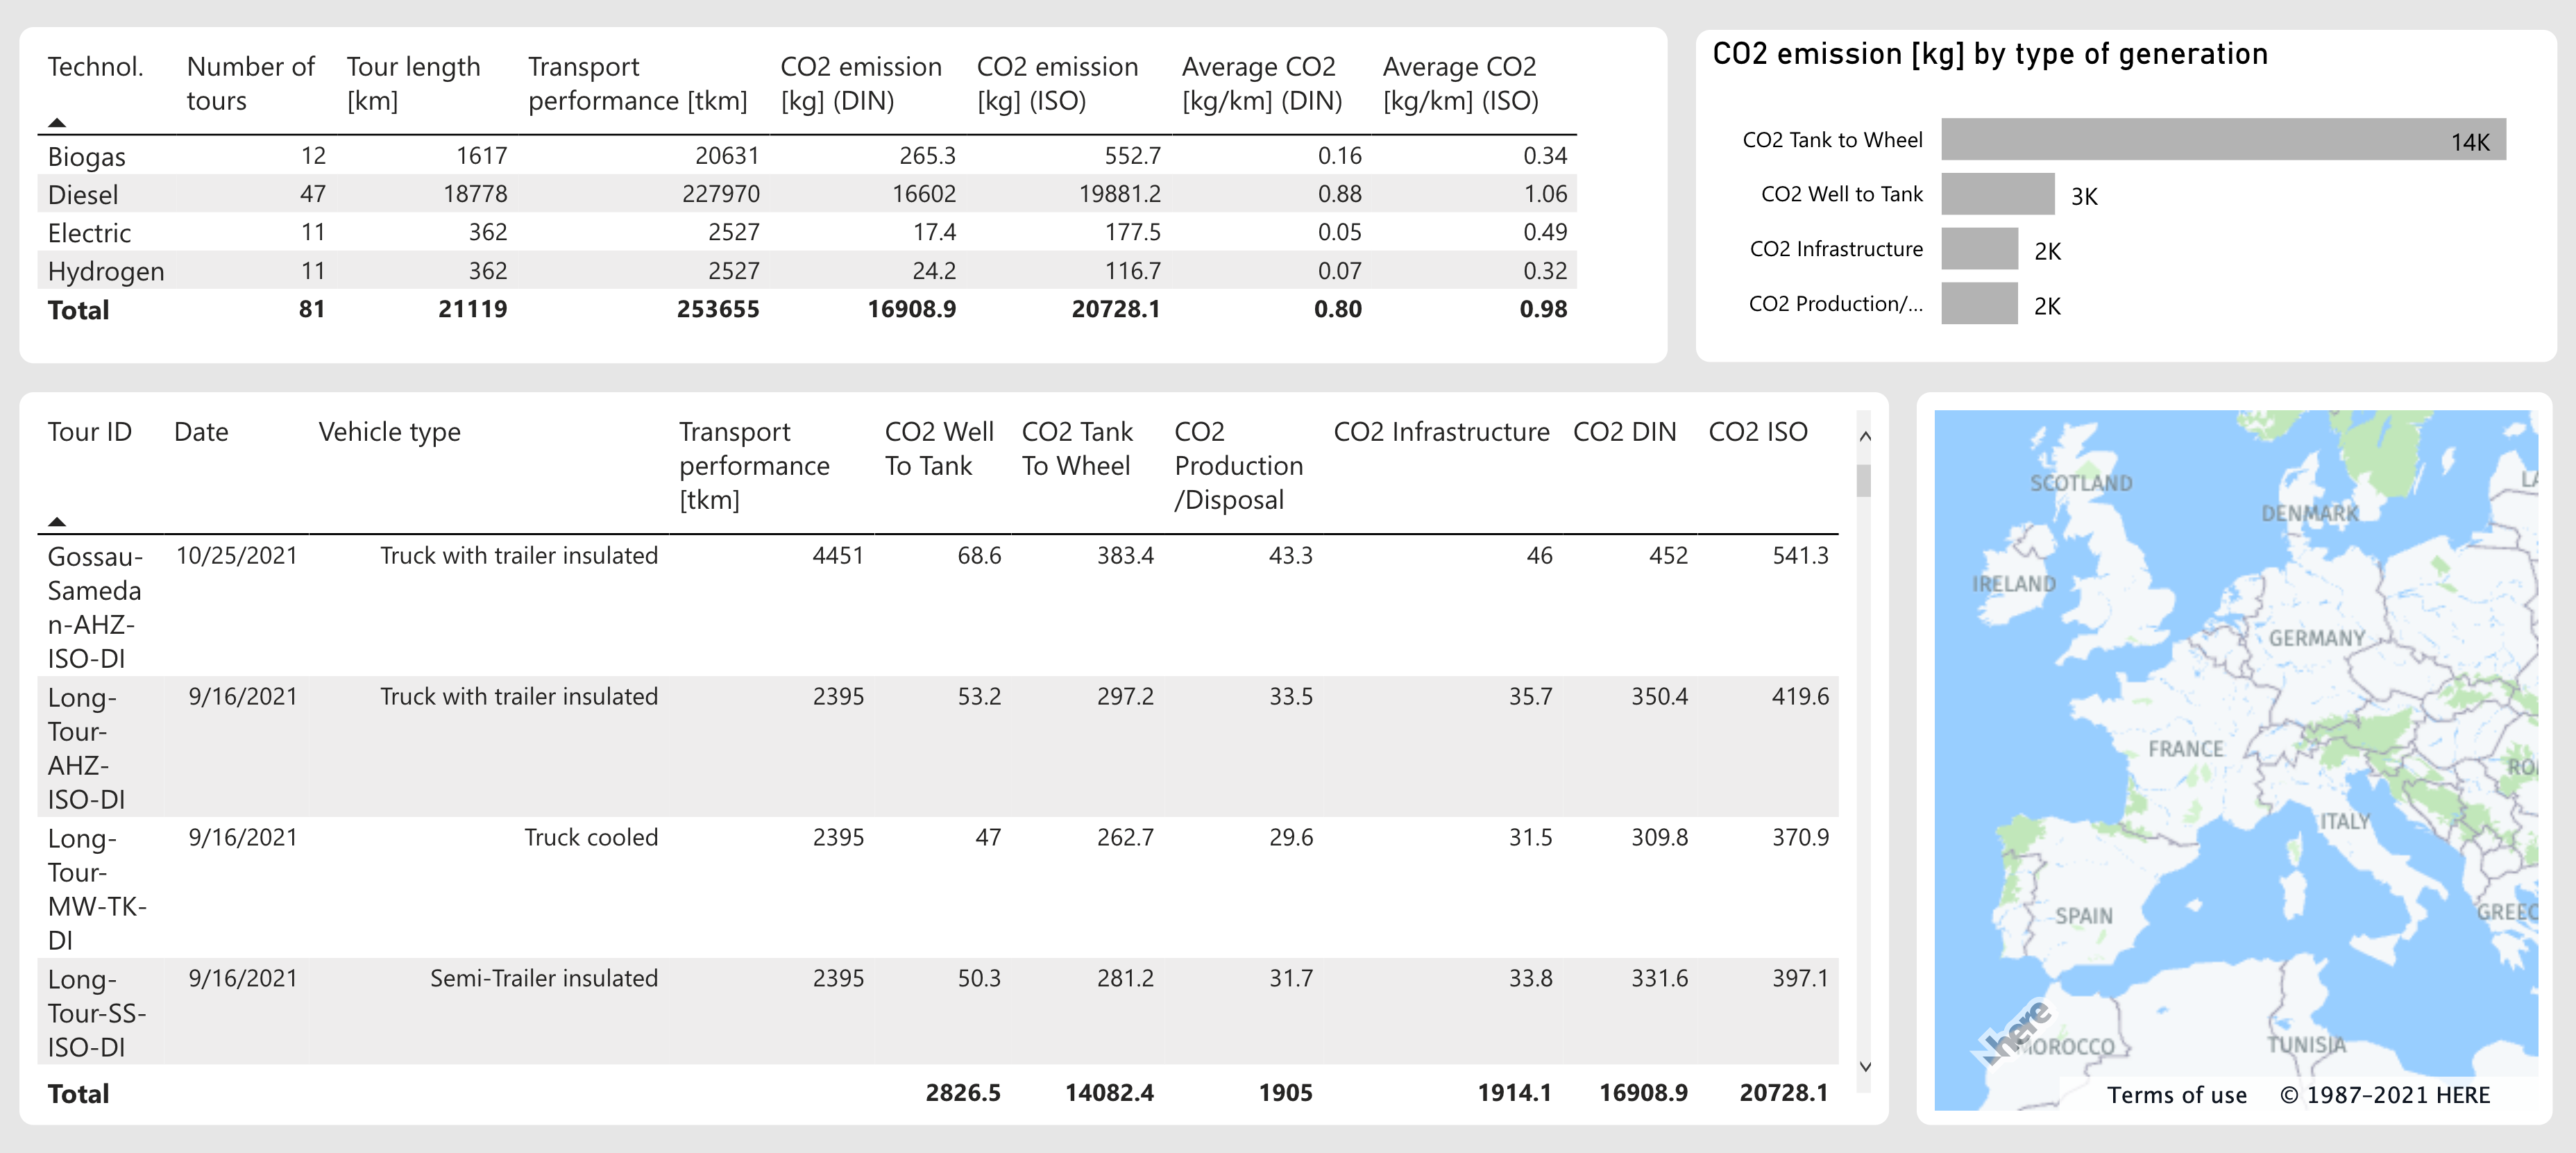 Technol. Number of tours Tour length [km] Transport performance [tkm] CO2 emission [kg] (DIN) CO2 emission [kg] (ISO) Average CO2 [kg/km] (DIN) Average CO2 [kg/km] (ISO)
Biogas 12 1617 20631 265.3 552.7 0.16 0.34
Diesel 47 18778 227970 16602 19881.2 0.88 1.06
Electric 11 362 2527 17.4 177.5 0.05 0.49
Hydrogen 11 362 2527 24.2 116.7 0.07 0.32
Total 81 21119 253655 16908.9 20728.1 0.80 0.98
CO2 emission [kg] by type of generation
CO2 Tank to Wheel 14K
CO2 Well to Tank 3K
CO2 Infrastructure 2K
CO2 Production/... 2K
Tour ID Date Vehicle type Transport performance [tkm] CO2 Well To Tank CO2 Tank To Wheel CO2 Production /Disposal CO2 Infrastructure CO2 DIN CO2 ISO
Gossau- 10/25/2021 Truck with trailer insulated 4451 68.6 383.4 43.3 46 452 541.3
Sameda
n-AHZ-
ISO-DI
Long- 9/16/2021 Truck with trailer insulated 2395 53.2 297.2 33.5 35.7 350.4 419.6
Tour-
AHZ-
ISO-DI
Long- 9/16/2021 Truck cooled 2395 47 262.7 29.6 31.5 309.8 370.9
Tour-
MW-TK-
DI
Long- 9/16/2021 Semi-Trailer insulated 2395 50.3 281.2 31.7 33.8 331.6 397.1
Tour-SS-
ISO-DI
Total 2826.5 14082.4 1905 1914.1 16908.9 20728.1
SCOTLAND
LA
DENMARK
IRELAND
GERMANY
FRANCE
RO
ITALY
SPAIN
GREEC
here
MOROCCO
TUNISIA
Terms of use © 1987–2021 HERE